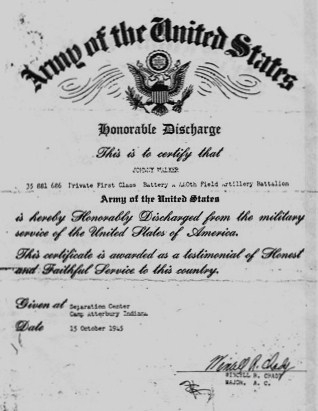 Army of the United States
Honorable Discharge
This is to certify that
JOHNNY WALKER
35 881 686 Private First Class Battery A Field Artillery Battalion
Army of the United States
is hereby Honorably Discharged from the military
service of the United States of America.
This certificate is awarded as a testimonial of Honest
and Faithful Service to this country.
Given at Separation Center
Camp Atterbury Indiana
Date 15 October 1945
MAJOR, A. C.